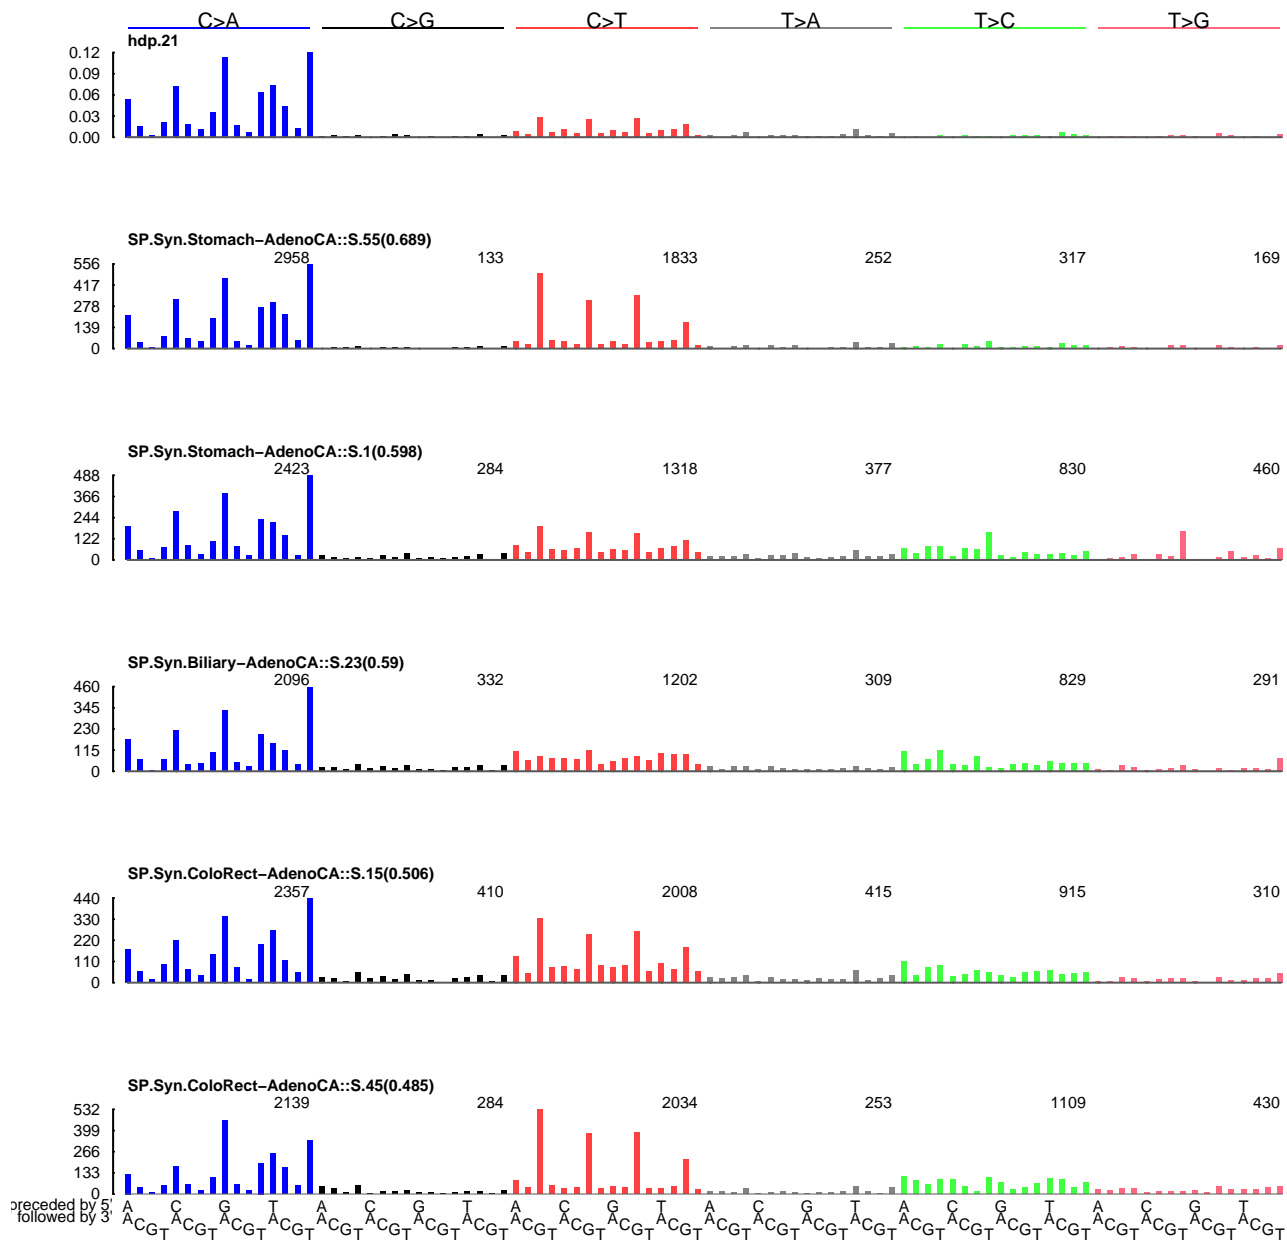 C>A C>G C>T T>A T>C T>G
hdp.21
0.12
0.09
0.06
0.03
0.00
SP.Syn.Stomach−AdenoCA::S.55(0.689)
2958 133 1833 252 317 169
556
417
278
139
0
SP.Syn.Stomach−AdenoCA::S.1(0.598)
2423 284 1318 377 830 460
488
366
244
122
0
SP.Syn.Biliary−AdenoCA::S.23(0.59)
2096 332 1202 309 829 291
460
345
230
115
0
SP.Syn.ColoRect−AdenoCA::S.15(0.506)
2357 410 2008 415 915 310
440
330
220
110
0
SP.Syn.ColoRect−AdenoCA::S.45(0.485)
2139 284 2034 253 1109 430
532
399
266
133
0
preceded by 5' A C G T A C G T A C G T A C G T A C G T A C G T
followed by 3' A C G T A C G T A C G T A C G T A C G T A C G T A C G T A C G T A C G T A C G T A C G T A C G T A C G T A C G T A C G T A C G T A C G T A C G T A C G T A C G T A C G T A C G T A C G T A C G T